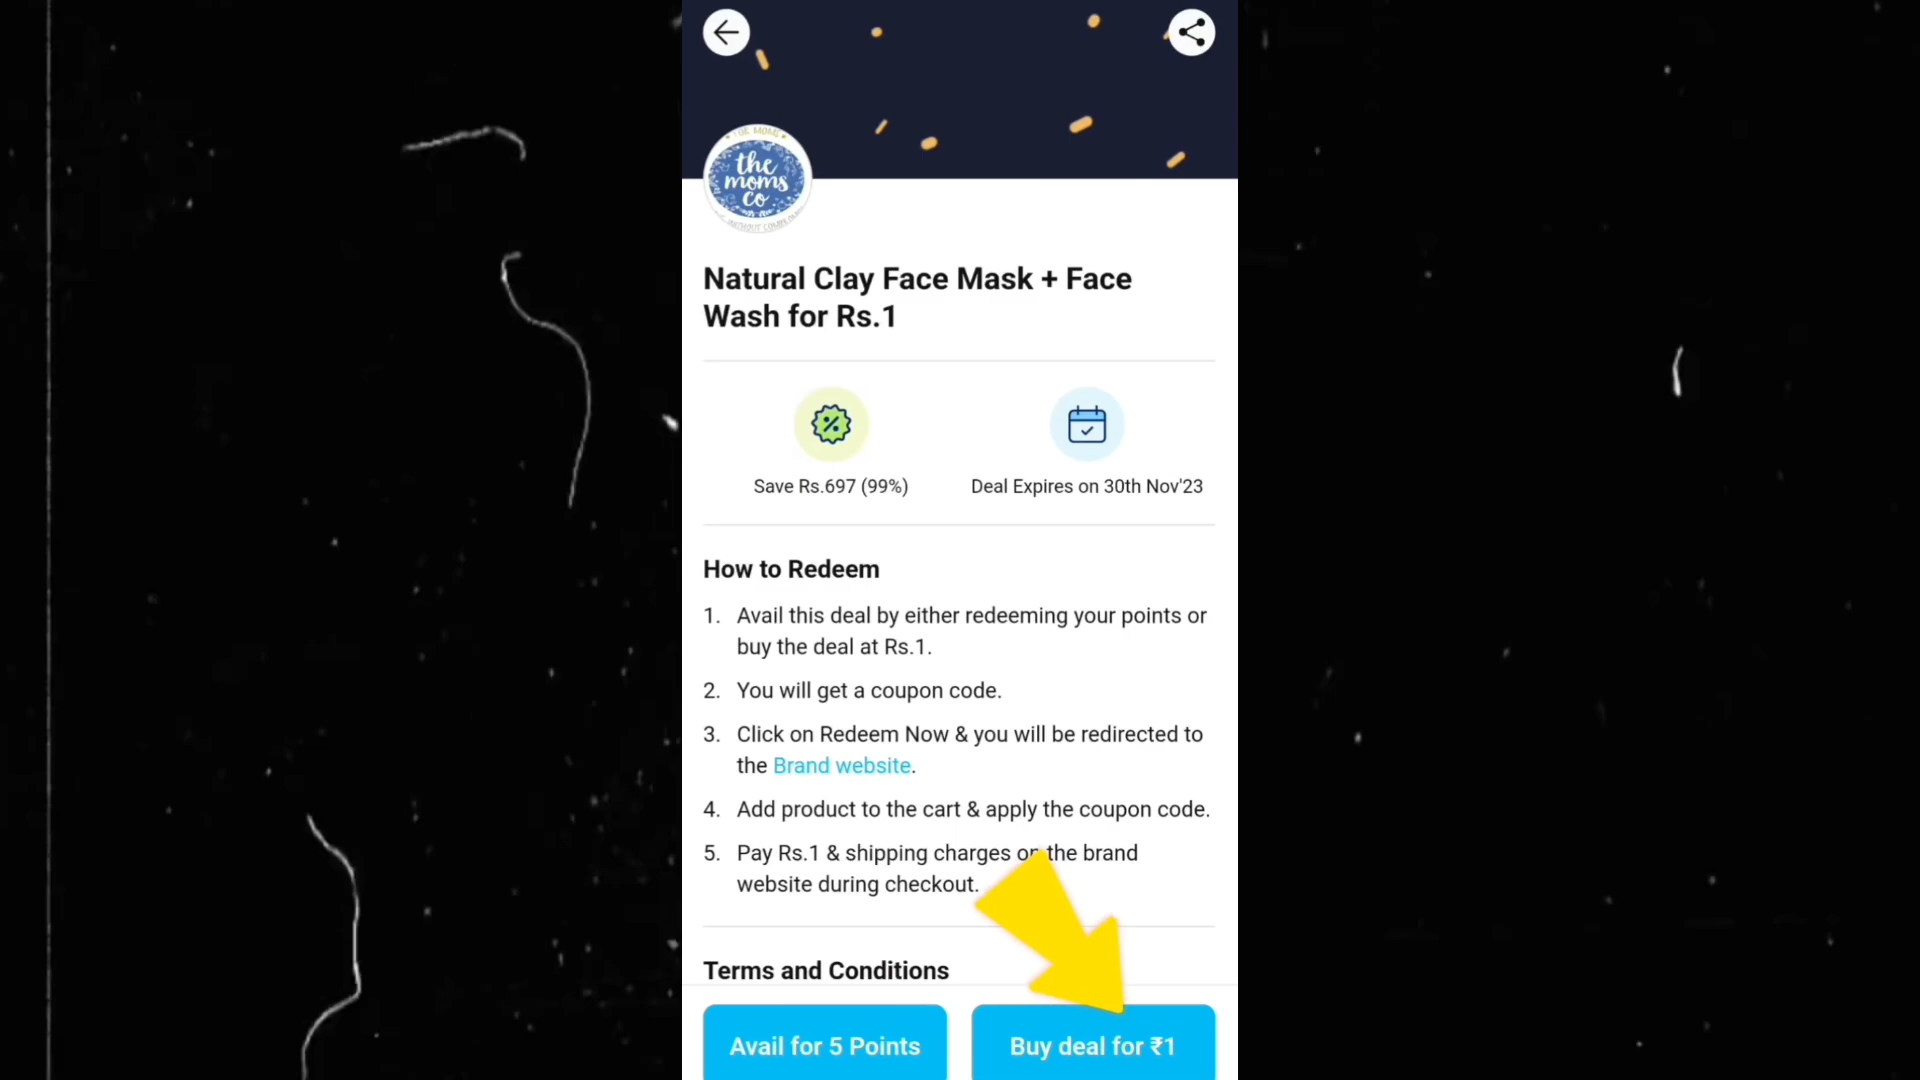 THE MOMS
the
moms
co
WITHOUT COMPROMISE
Natural Clay Face Mask + Face
Wash for Rs.1
Save Rs.697 (99%)
Deal Expires on 30th Nov'23
How to Redeem
1. Avail this deal by either redeeming your points or
buy the deal at Rs.1.
2. You will get a coupon code.
3. Click on Redeem Now & you will be redirected to
the Brand website.
4. Add product to the cart & apply the coupon code.
5. Pay Rs.1 & shipping charges on the brand
website during checkout.
Terms and Conditions
Avail for 5 Points
Buy deal for ₹1